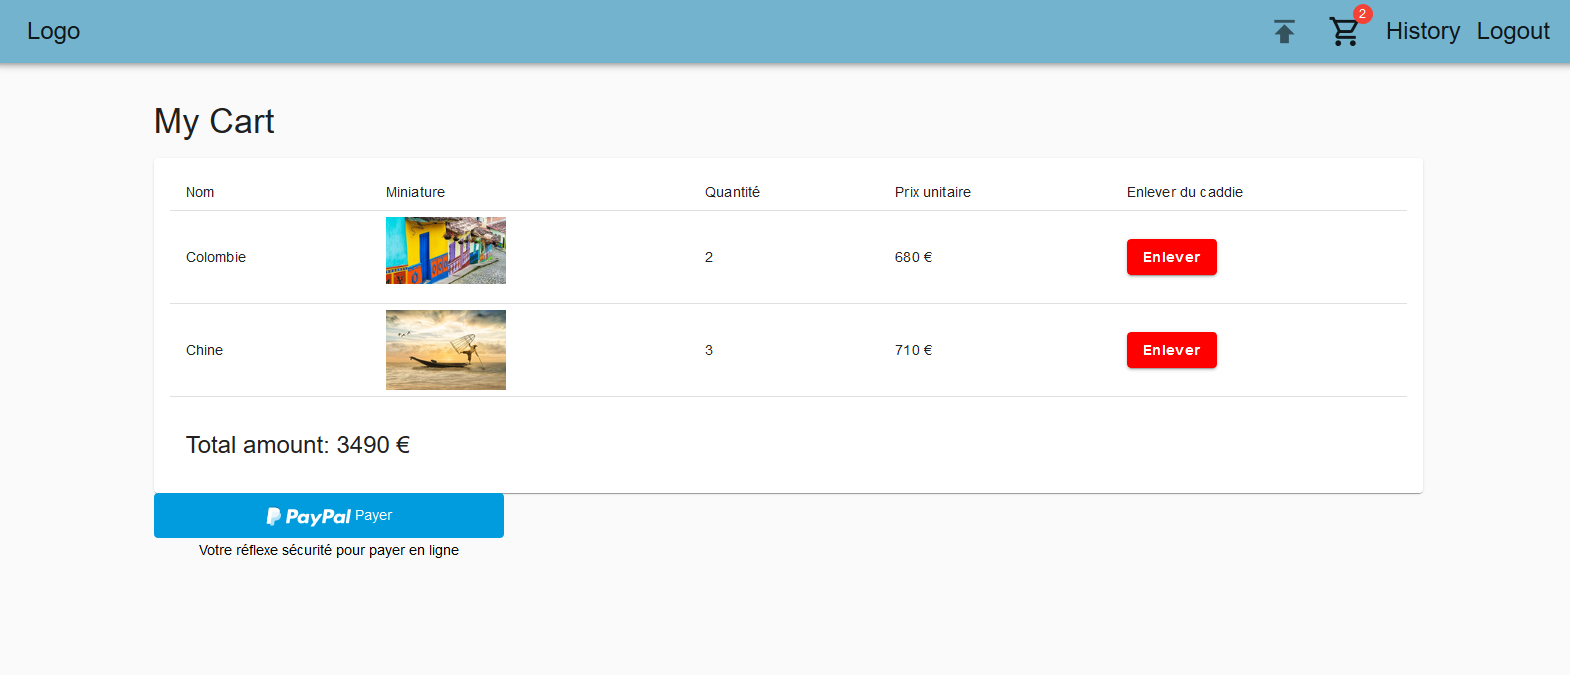 Logo 2 History Logout
My Cart
Nom Miniature Quantité Prix unitaire Enlever du caddie
Colombie 2 680 € Enlever
Chine 3 710 € Enlever
Total amount: 3490 €
PayPal Payer
Votre réflexe sécurité pour payer en ligne